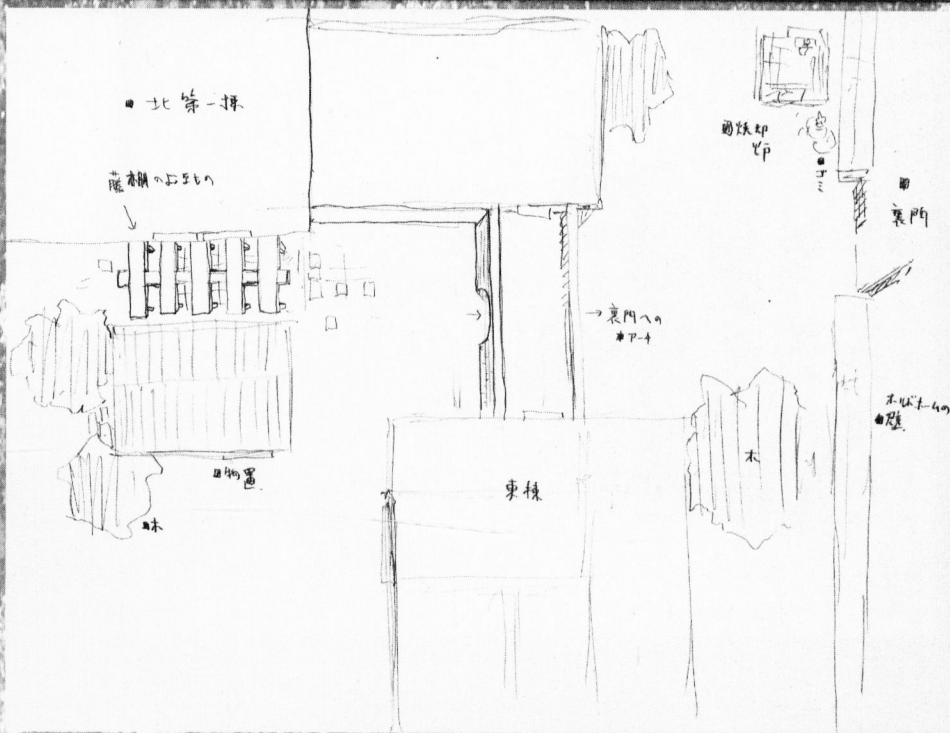 北第一棟
藤棚のようなもの
焼却
炉
ゴミ
裏門
裏門への
アーチ
ホールドホームの
壁
物置
木
東棟
木